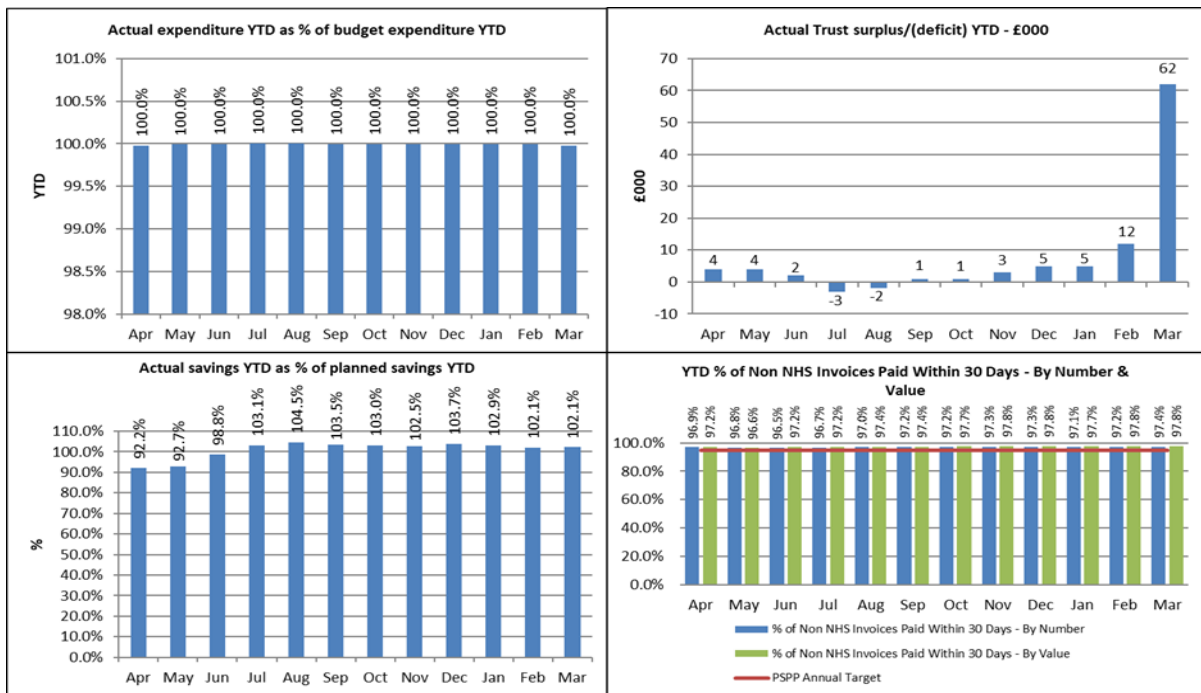 Actual expenditure YTD as % of budget expenditure YTD
101.0%
100.5%
100.0%
99.5%
99.0%
98.5%
98.0%
YTD
100.0% 100.0% 100.0% 100.0% 100.0% 100.0% 100.0% 100.0% 100.0% 100.0% 100.0% 100.0%
Apr May Jun Jul Aug Sep Oct Nov Dec Jan Feb Mar
Actual Trust surplus/(deficit) YTD - £000
70
60
50
40
30
20
10
0
-10
£000
4 4 2 -3 -2 1 1 3 5 5 12 62
Apr May Jun Jul Aug Sep Oct Nov Dec Jan Feb Mar
Actual savings YTD as % of planned savings YTD
110.0%
100.0%
90.0%
80.0%
70.0%
60.0%
50.0%
40.0%
30.0%
20.0%
10.0%
0.0%
%
92.2% 92.7% 98.8% 103.1% 104.5% 103.5% 103.0% 102.5% 103.7% 102.9% 102.1% 102.1%
Apr May Jun Jul Aug Sep Oct Nov Dec Jan Feb Mar
YTD % of Non NHS Invoices Paid Within 30 Days - By Number &
Value
96.9% 97.2% 96.8% 96.6% 96.5% 97.2% 96.7% 97.2% 97.0% 97.4% 97.2% 97.4% 97.2% 97.7% 97.3% 97.8% 97.3% 97.8% 97.1% 97.7% 97.2% 97.8% 97.4% 97.8%
100.0%
80.0%
60.0%
40.0%
20.0%
0.0%
Apr May Jun Jul Aug Sep Oct Nov Dec Jan Feb Mar
% of Non NHS Invoices Paid Within 30 Days - By Number
% of Non NHS Invoices Paid Within 30 Days - By Value
PSPP Annual Target